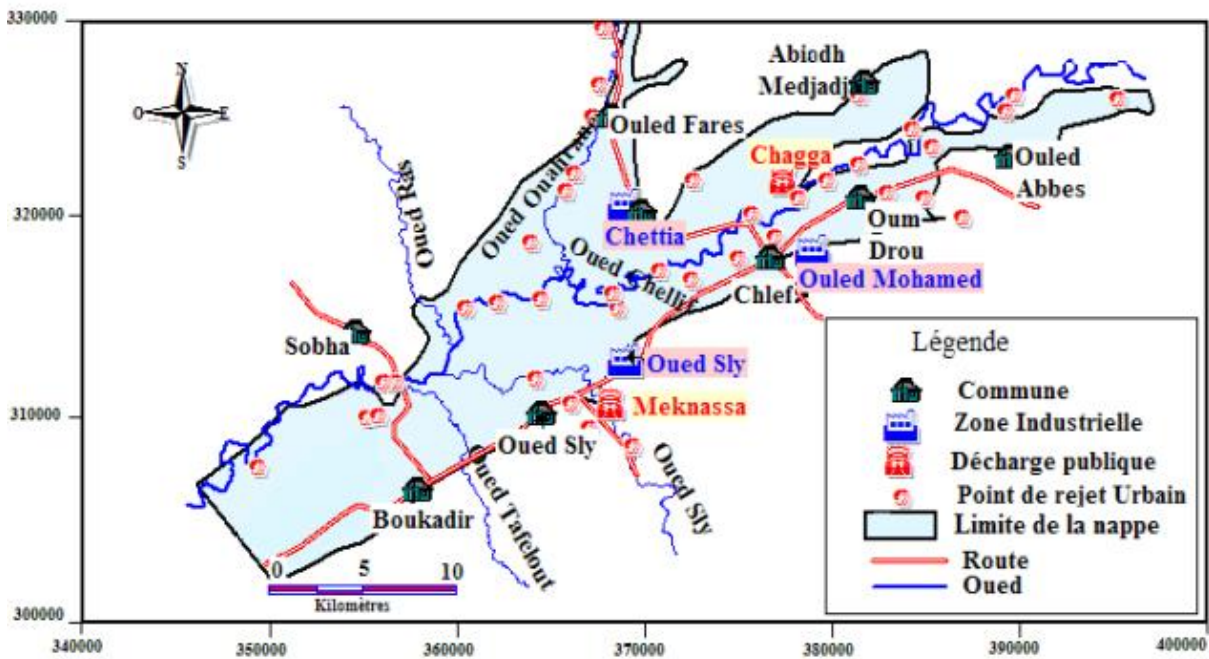 330000
320000
310000
300000
340000
350000
360000
370000
380000
390000
400000
N
O
E
S
Abiodh
Medjadj
Ouled Fares
Chagga
Ouled
Abbes
Oued Ras
Chettia
Oum
Drou
Oued Chellif
Ouled Mohamed
Chlef
Sobha
Oued Sly
Meknassa
Oued Sly
Oued Sly
Oued Tafelout
Boukadir
0 5 10
Kilomètres
Légende
Commune
Zone Industrielle
Décharge publique
Point de rejet Urbain
Limite de la nappe
Route
Oued